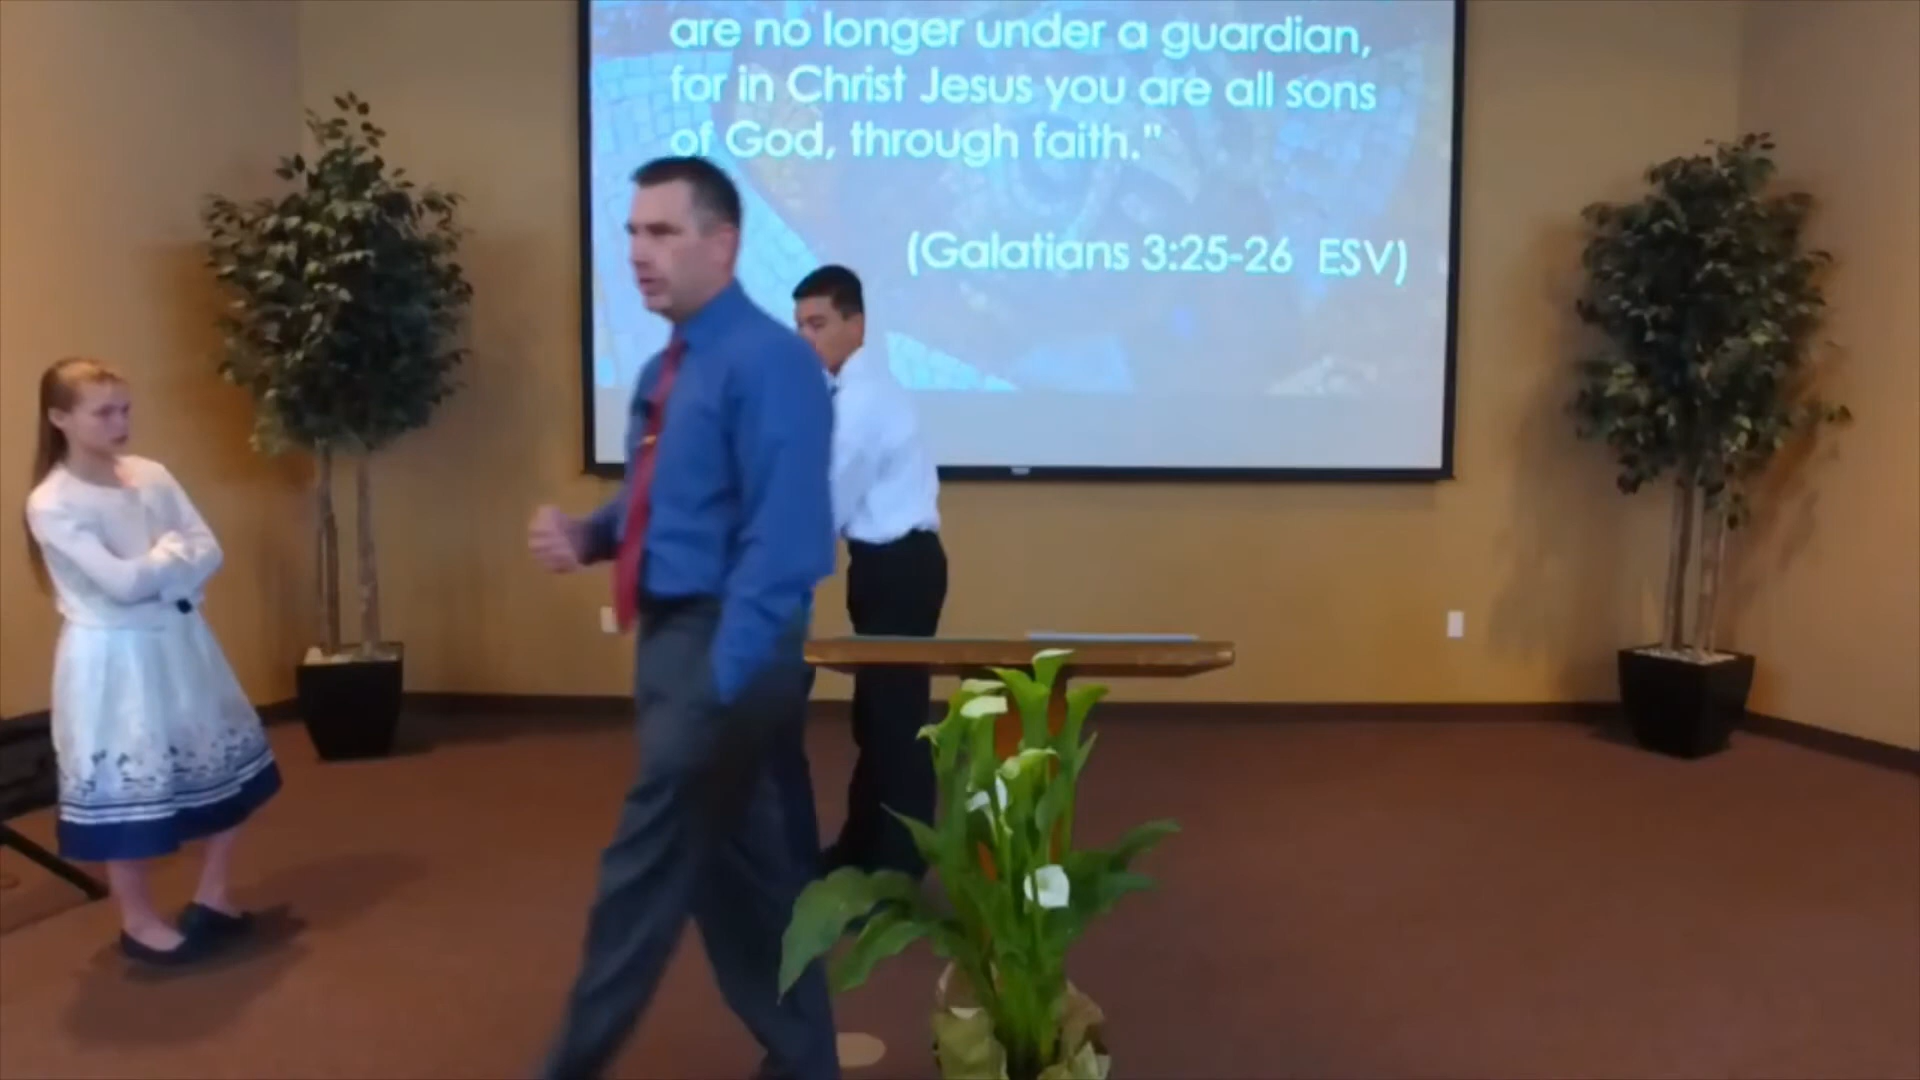 are no longer under a guardian,
for in Christ Jesus you are all sons
of God, through faith."
(Galatians 3:25-26 ESV)